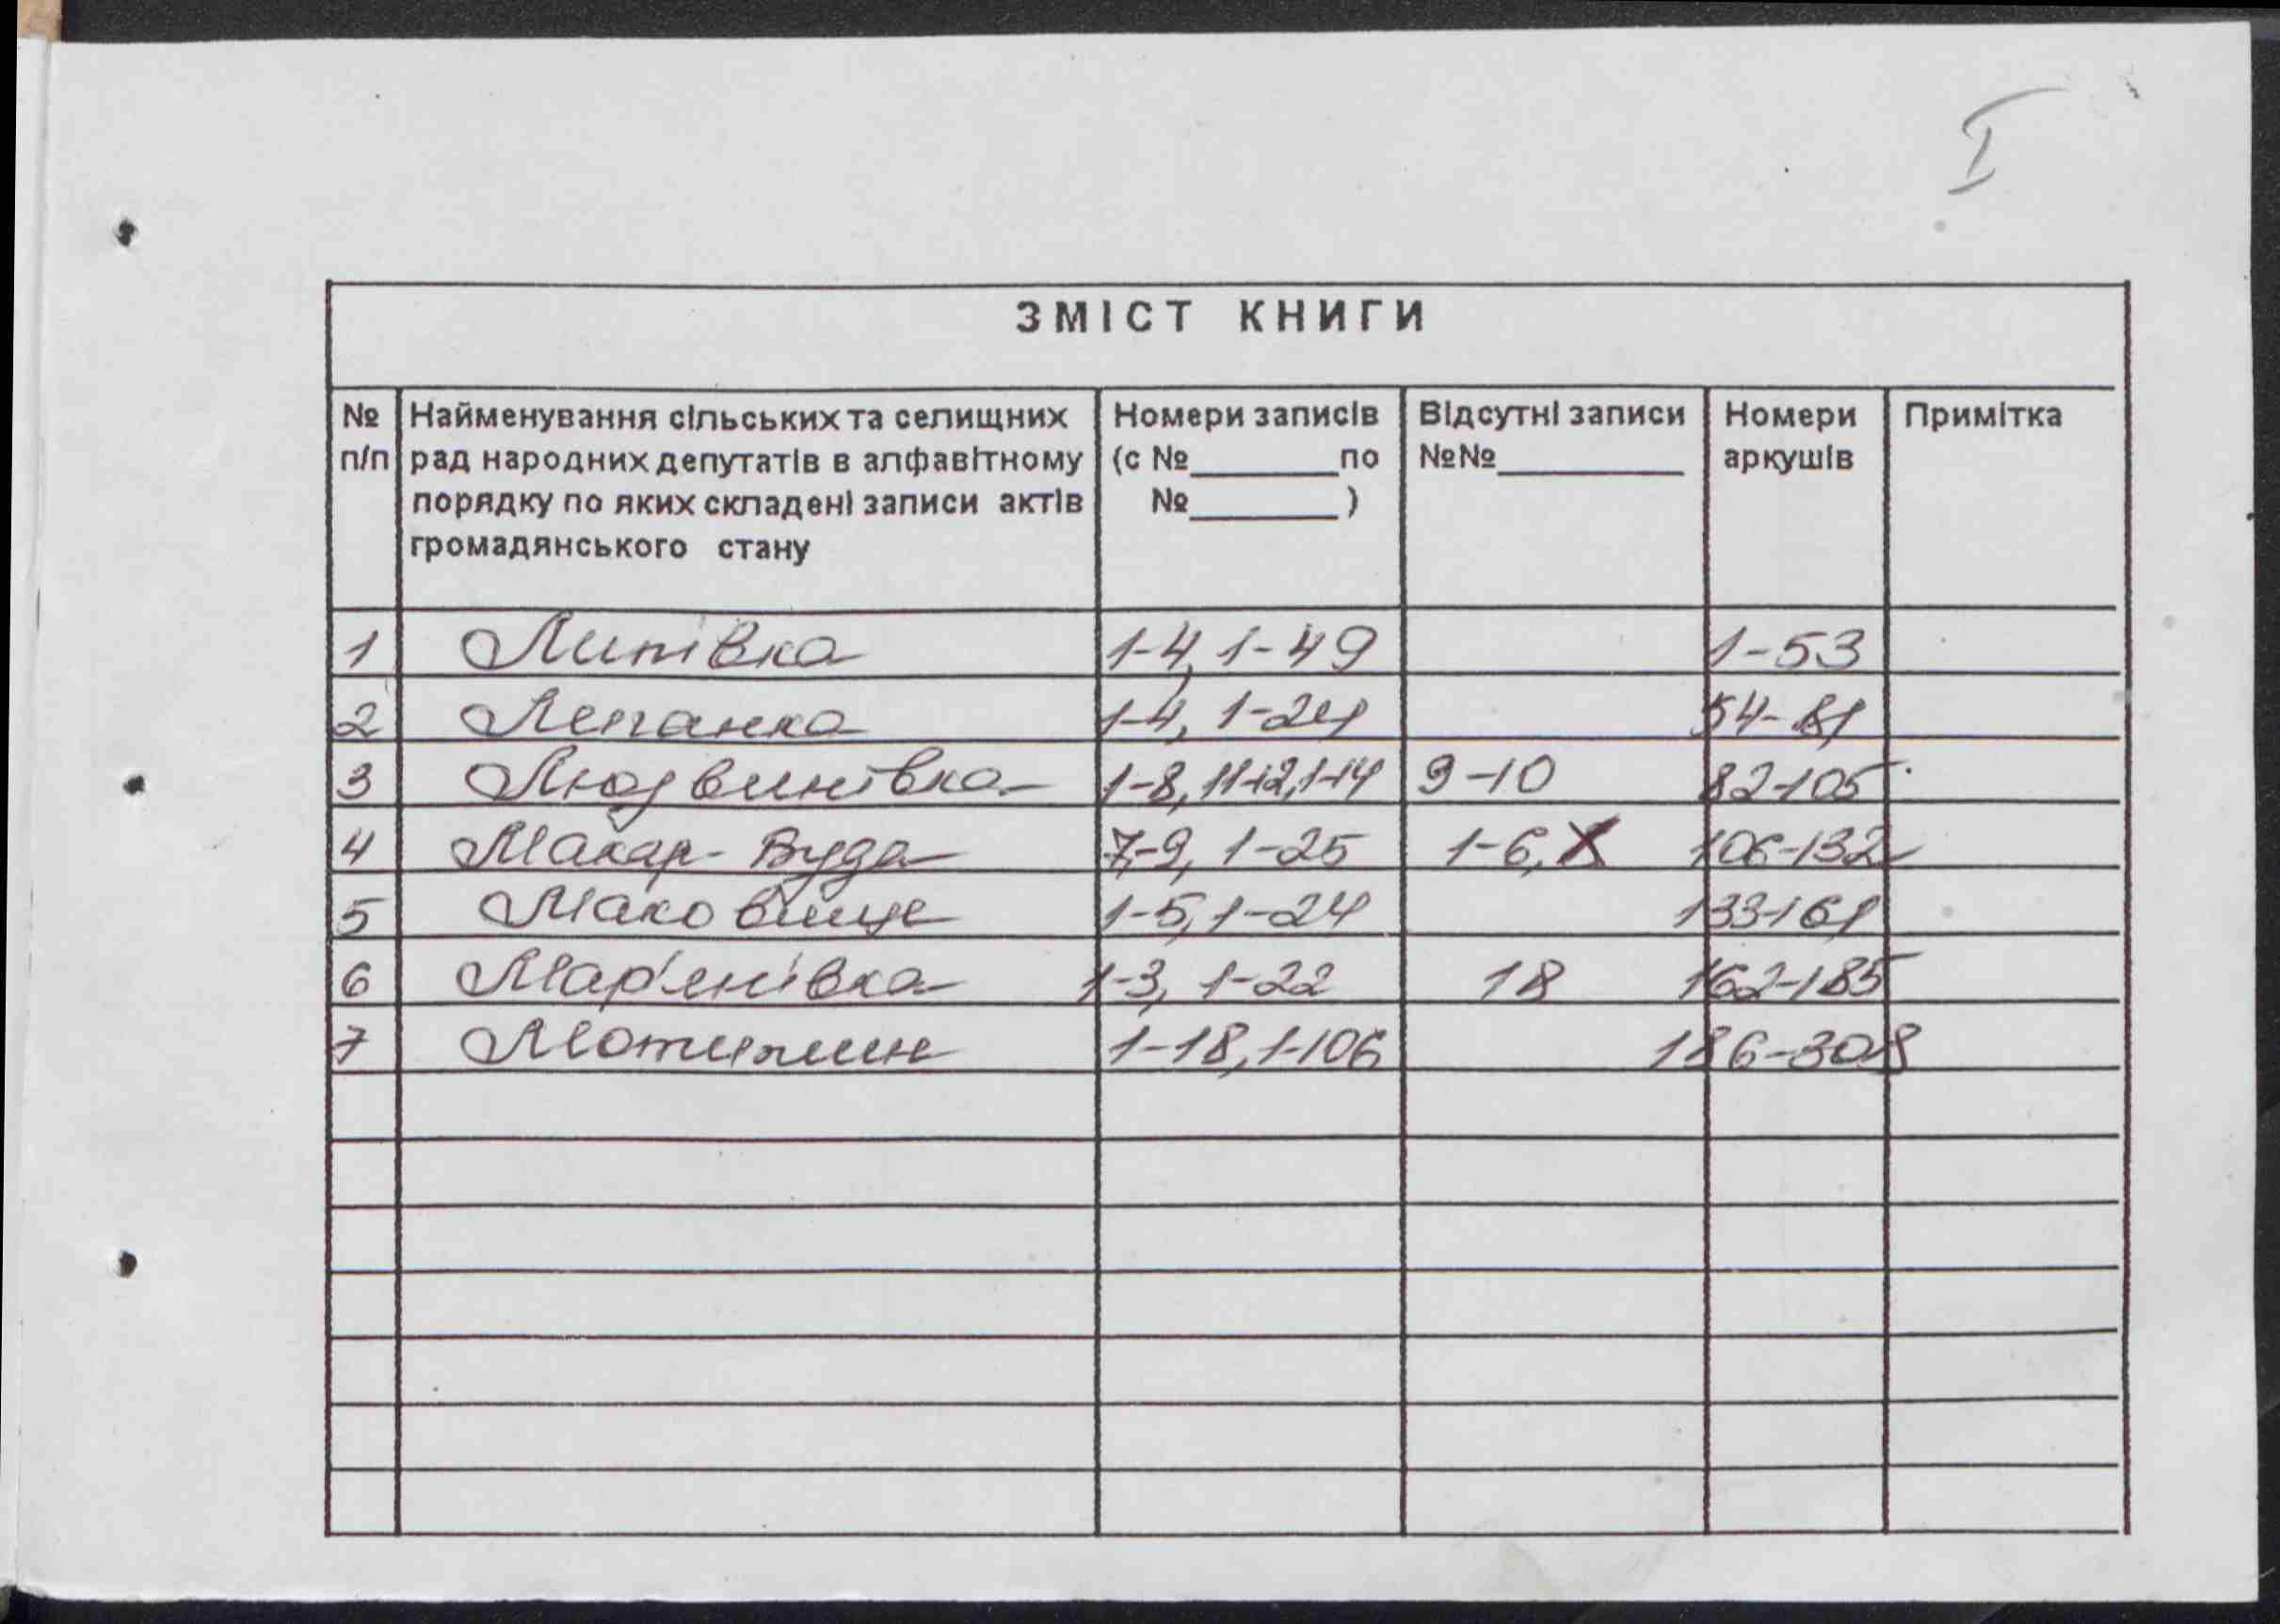 I
ЗМІСТ КНИГИ
№ п/п
Найменування сільських та селищних
рад народних депутатів в алфавітному
порядку по яких складені записи актів
громадянського стану
Номери записів
(с №________по
№________)
Відсутні записи
№№__________
Номери
аркушів
Примітка
1 Липівка 1-4, 1-49 1-53
2 Леганка 1-4, 1-24 54-81
3 Людвинівка 1-8, 11-12, 1-14 9-10 82-105
4 Макар-Буда 7-9, 1-25 1-6, 106-132
5 Маковище 1-5, 1-24 133-161
6 Мар'янівка 1-3, 1-22 18 162-185
7 Мотижин 1-18, 1-106 186-308